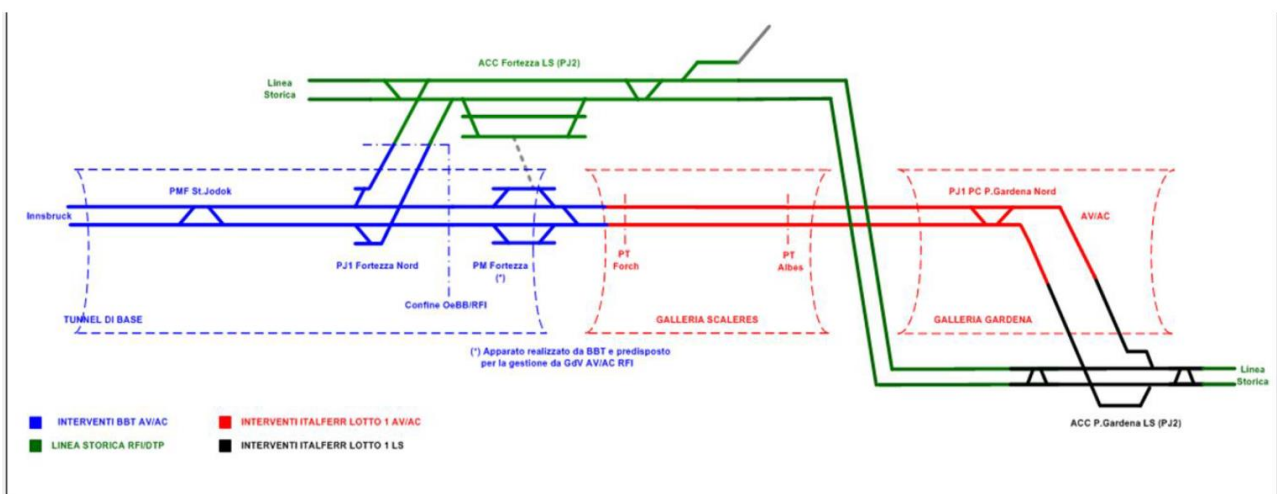 ACC Fortezza LS (PJ2)
Linea
Storica
PMF St.Jodok
PJ1 PC P.Gardena Nord
Innsbruck
AV/AC
PJ1 Fortezza Nord
PM Fortezza
(*)
PT
Forch
PT
Albes
Confine OeBB/RFI
TUNNEL DI BASE
GALLERIA SCALERES
GALLERIA GARDENA
(*) Apparato realizzato da BBT e predisposto
per la gestione da GdV AV/AC RFI
Linea
Storica
INTERVENTI BBT AV/AC
INTERVENTI ITALFERR LOTTO 1 AV/AC
ACC P.Gardena LS (PJ2)
LINEA STORICA RFI/DTP
INTERVENTI ITALFERR LOTTO 1 LS